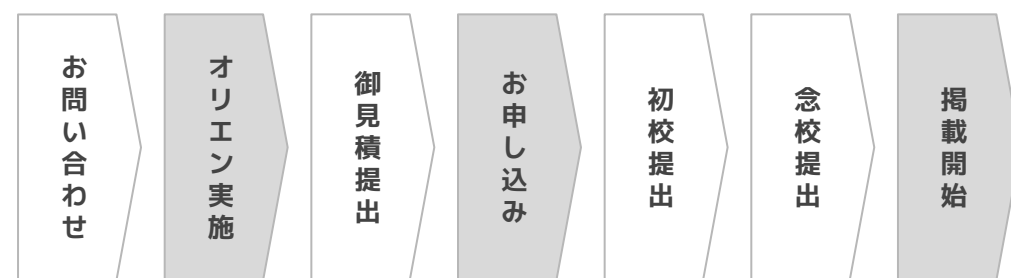 お問い合わせ
オリエン実施
御見積提出
お申し込み
初校提出
念校提出
掲載開始